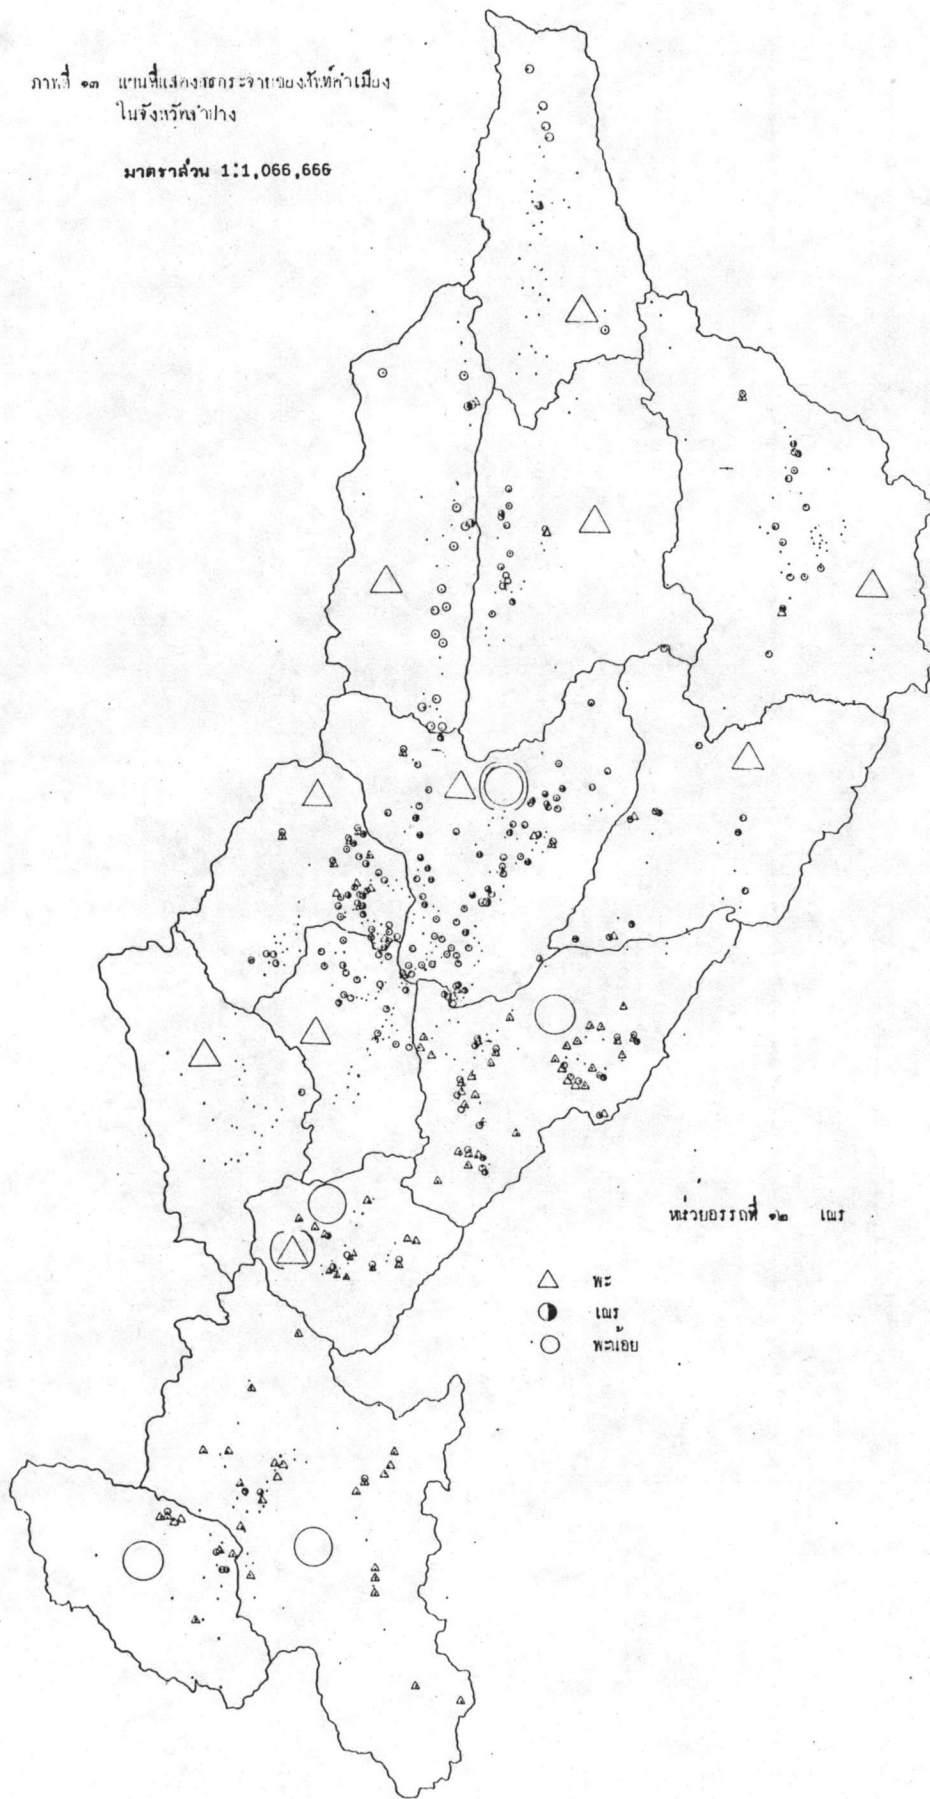 ภาพที่ ๑๓ แผนที่แสดงการกระจายของศัพท์คำเมือง
ในจังหวัดลำปาง
มาตราส่วน 1:1,066,666
หน่วยอรรถที่ ๑๒ เณร
พะ
เณร
พะน้อย